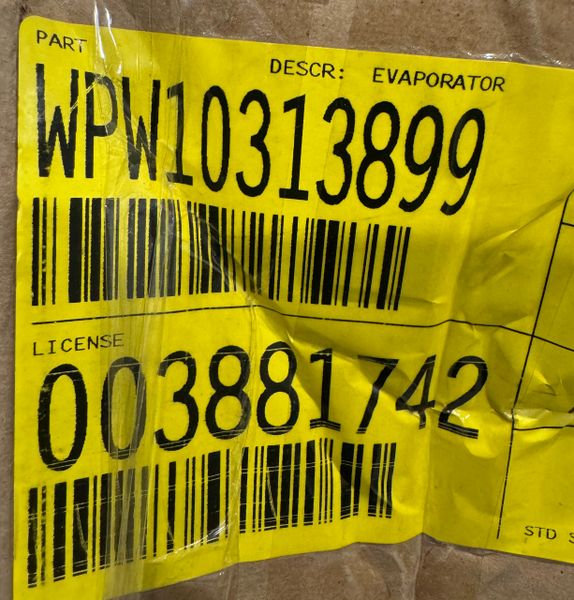 PART
DESCR: EVAPORATOR
WPW10313899
LICENSE
003881742
STD